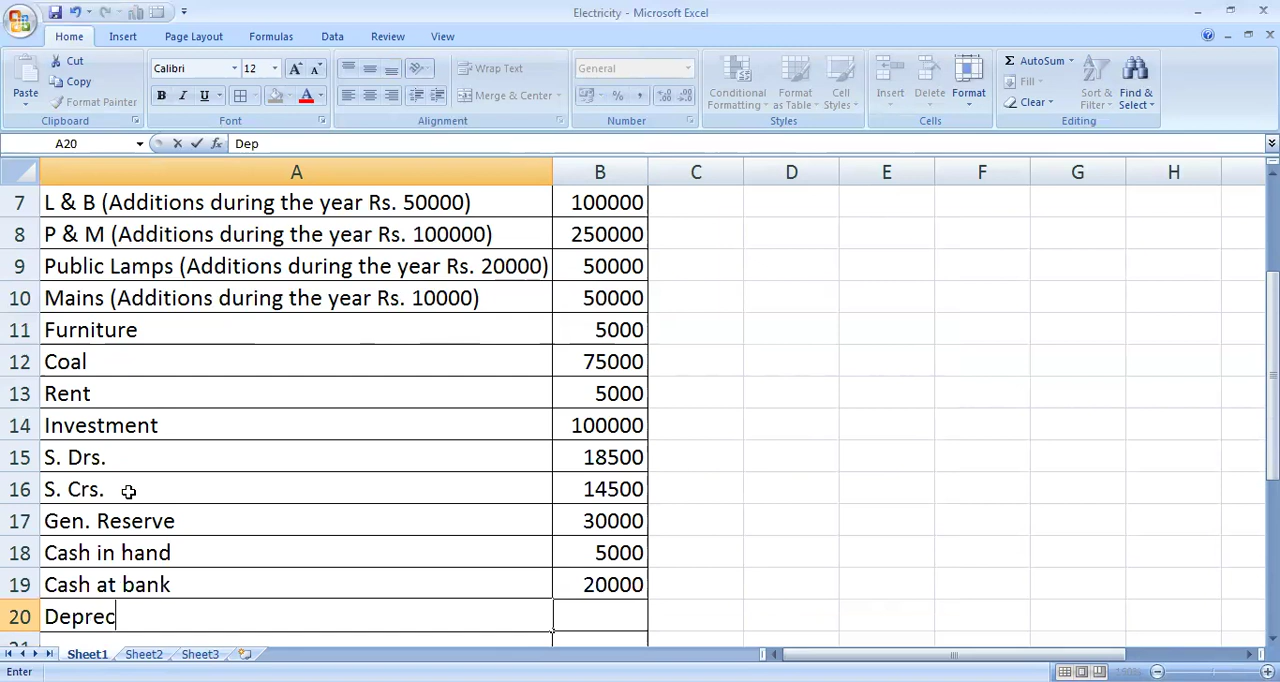 Electricity - Microsoft Excel
Home Insert Page Layout Formulas Data Review View
Paste
Cut
Copy
Format Painter
Clipboard
Calibri 12
B I U A
Font
Wrap Text
Merge & Center
Alignment
General
% ,
Number
Conditional Formatting
Format as Table
Cell Styles
Styles
Insert Delete Format
Cells
Σ AutoSum
Fill
Clear
Sort & Filter
Find & Select
Editing
A20 fx Dep
A B C D E F G H
7 L & B (Additions during the year Rs. 50000) 100000
8 P & M (Additions during the year Rs. 100000) 250000
9 Public Lamps (Additions during the year Rs. 20000) 50000
10 Mains (Additions during the year Rs. 10000) 50000
11 Furniture 5000
12 Coal 75000
13 Rent 5000
14 Investment 100000
15 S. Drs. 18500
16 S. Crs. 14500
17 Gen. Reserve 30000
18 Cash in hand 5000
19 Cash at bank 20000
20 Deprec
21
Sheet1 Sheet2 Sheet3
Enter